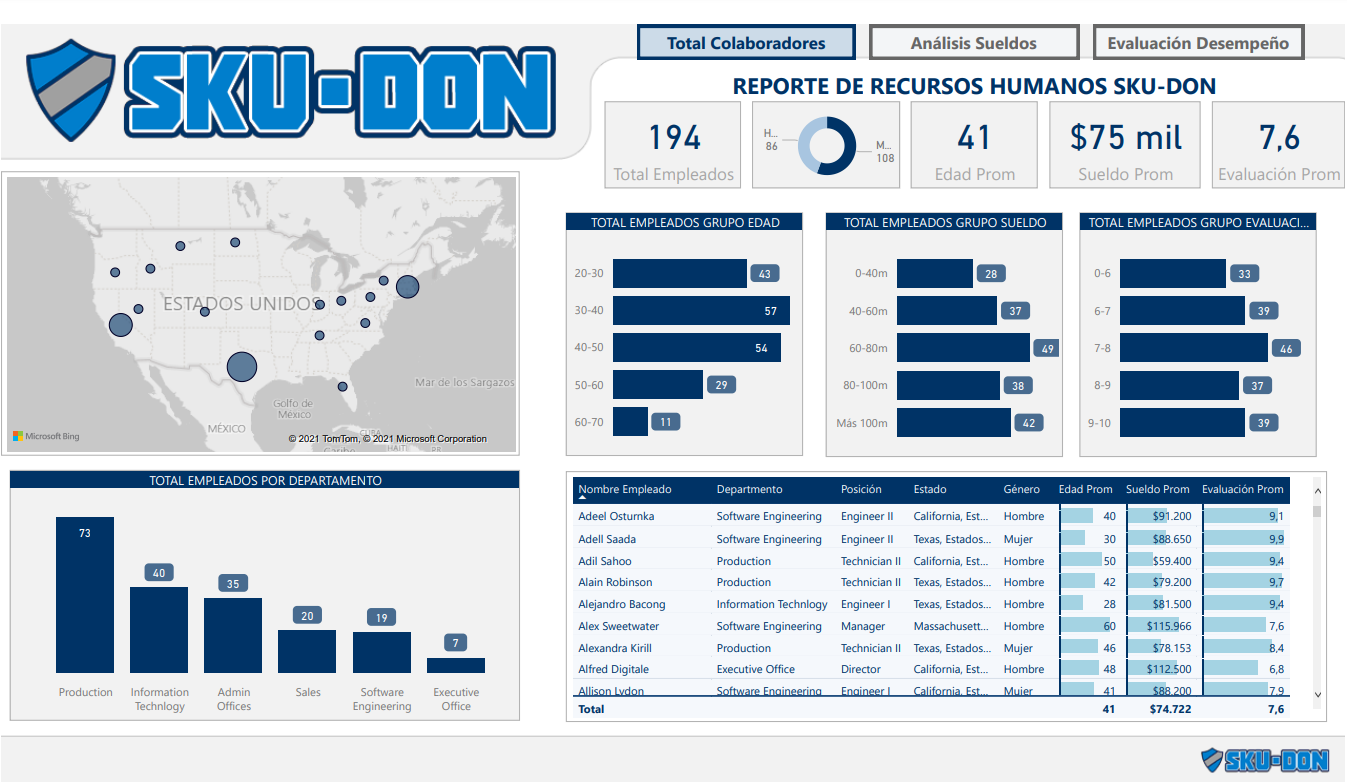 SKU-DON
Total Colaboradores
Análisis Sueldos
Evaluación Desempeño
REPORTE DE RECURSOS HUMANOS SKU-DON
194
Total Empleados
H...
86
M...
108
41
Edad Prom
$75 mil
Sueldo Prom
7,6
Evaluación Prom
ESTADOS UNIDOS
Mar de los Sargazos
Golfo de
México
MÉXICO
CUBA
HAITÍ
PR
Caribe
Microsoft Bing
© 2021 TomTom, © 2021 Microsoft Corporation
TOTAL EMPLEADOS GRUPO EDAD
20-30 43
30-40 57
40-50 54
50-60 29
60-70 11
TOTAL EMPLEADOS GRUPO SUELDO
0-40m 28
40-60m 37
60-80m 49
80-100m 38
Más 100m 42
TOTAL EMPLEADOS GRUPO EVALUACI...
0-6 33
6-7 39
7-8 46
8-9 37
9-10 39
TOTAL EMPLEADOS POR DEPARTAMENTO
73 40 35 20 19 7
Production Information Admin Sales Software Executive
Technlogy Offices Engineering Office
Nombre Empleado Departmento Posición Estado Género Edad Prom Sueldo Prom Evaluación Prom
Adeel Osturnka Software Engineering Engineer II California, Est... Hombre 40 $91.200 9,1
Adell Saada Software Engineering Engineer II Texas, Estados... Mujer 30 $88.650 9,9
Adil Sahoo Production Technician II California, Est... Hombre 50 $59.400 9,4
Alain Robinson Production Technician II Texas, Estados... Hombre 42 $79.200 9,7
Alejandro Bacong Information Technlogy Engineer I Texas, Estados... Hombre 28 $81.500 9,4
Alex Sweetwater Software Engineering Manager Massachusett... Hombre 60 $115.966 7,6
Alexandra Kirill Production Technician II Texas, Estados... Mujer 46 $78.153 8,4
Alfred Digitale Executive Office Director California, Est... Hombre 48 $112.500 6,8
Allison Lydon Software Engineering Engineer I California, Est... Mujer 41 $88.200 7,9
Total 41 $74.722 7,6
SKU-DON